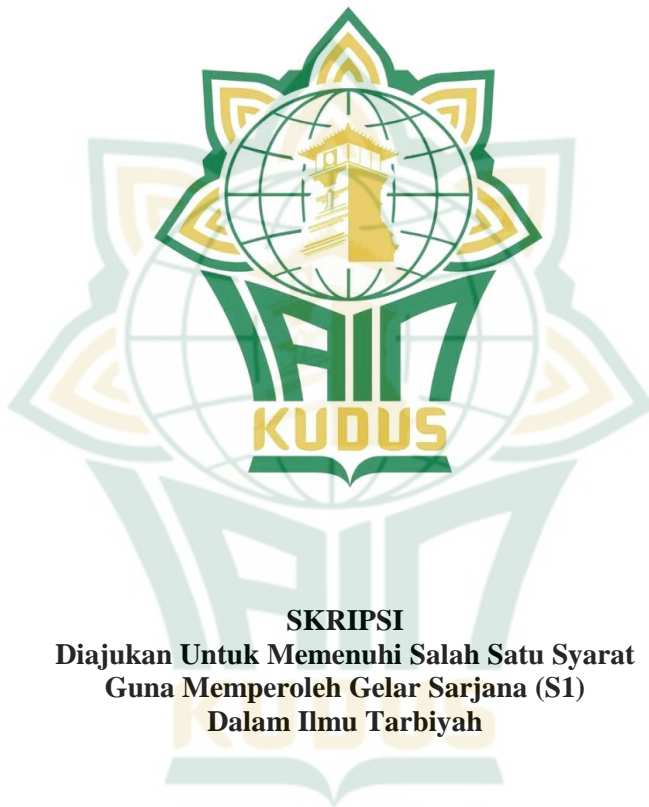 IAIN
KUDUS
SKRIPSI
Diajukan Untuk Memenuhi Salah Satu Syarat
Guna Memperoleh Gelar Sarjana (S1)
Dalam Ilmu Tarbiyah